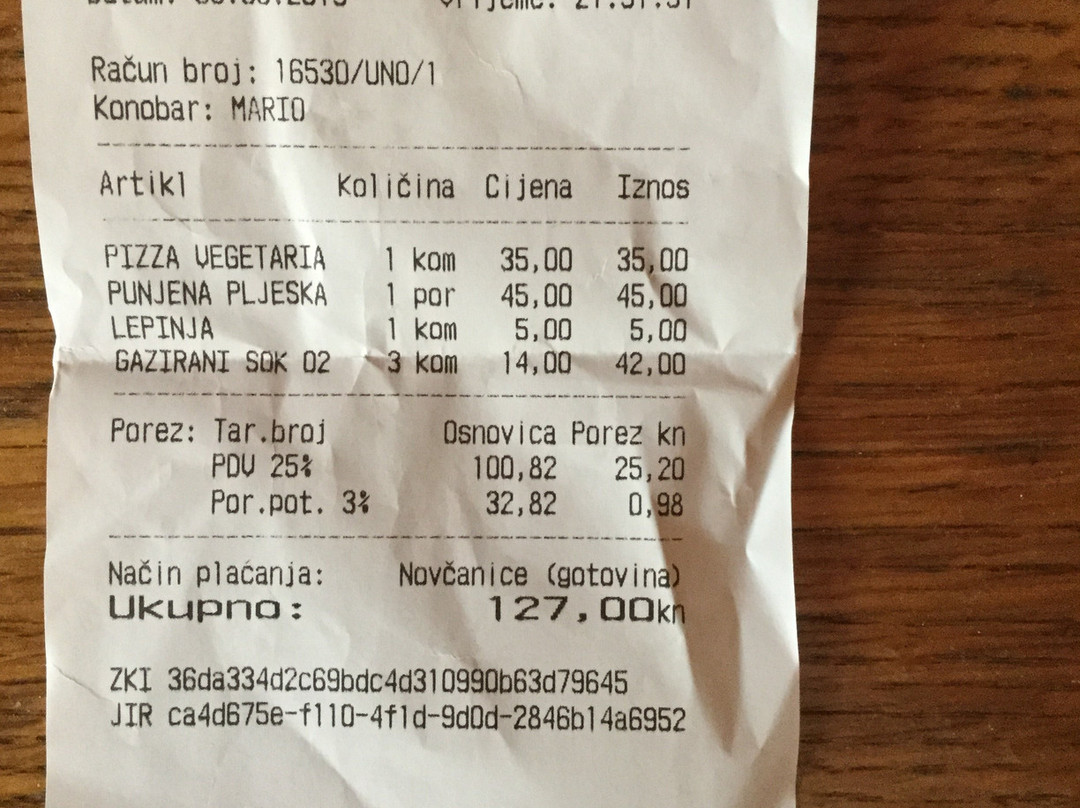 Račun broj: 16530/UNO/1
Konobar: MARIO
Artikl Količina Cijena Iznos
PIZZA VEGETARIA 1 kom 35,00 35,00
PUNJENA PLJESKA 1 por 45,00 45,00
LEPINJA 1 kom 5,00 5,00
GAZIRANI SOK 02 3 kom 14,00 42,00
Porez: Tar.broj Osnovica Porez kn
PDV 25% 100,82 25,20
Por.pot. 3% 32,82 0,98
Način plaćanja: Novčanice (gotovina)
Ukupno: 127,00kn
ZKI 36da334d2c69bdc4d310990b63d79645
JIR ca4d675e-f110-4f1d-9d0d-2846b14a6952